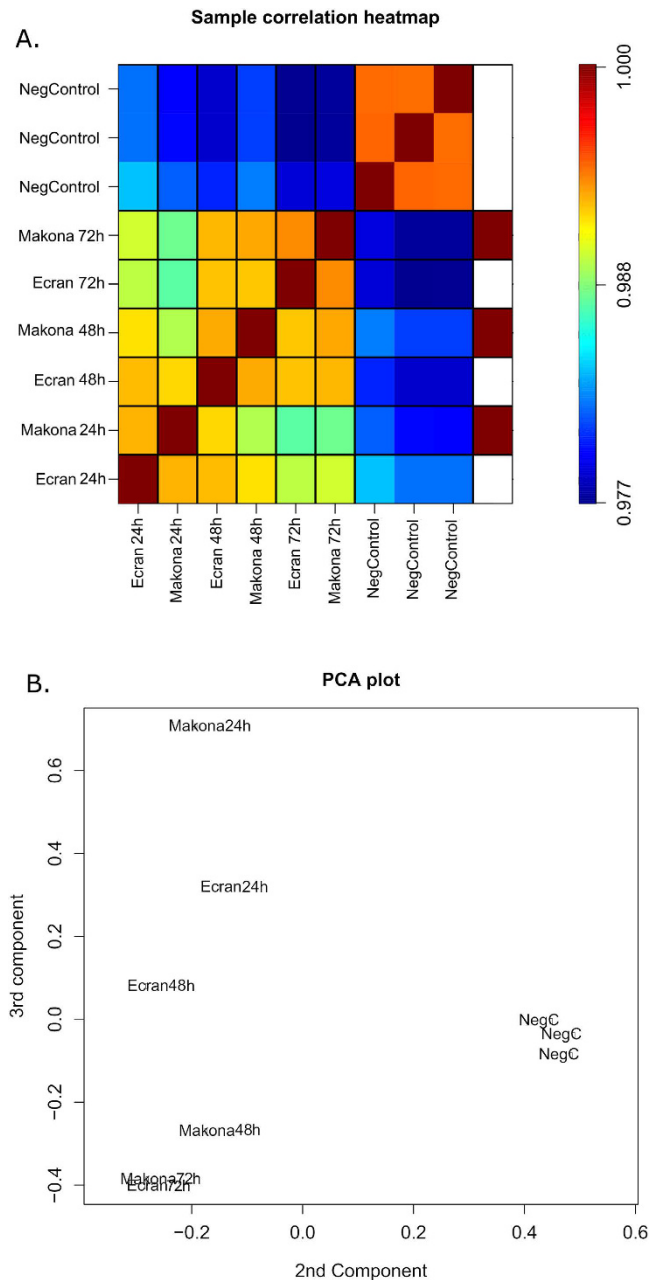 Sample correlation heatmap
A.
NegControl
NegControl
NegControl
Makona 72h
Ecran 72h
Makona 48h
Ecran 48h
Makona 24h
Ecran 24h
Ecran 24h
Makona 24h
Ecran 48h
Makona 48h
Ecran 72h
Makona 72h
NegControl
NegControl
NegControl
1.000
0.988
0.977
B.
PCA plot
Makona24h
Ecran24h
Ecran48h
NegC
NegC
NegC
Makona48h
Makona72h
Ecran72h
3rd component
0.6
0.4
0.2
0.0
−0.2
−0.4
−0.2
0.0
0.2
0.4
0.6
2nd Component